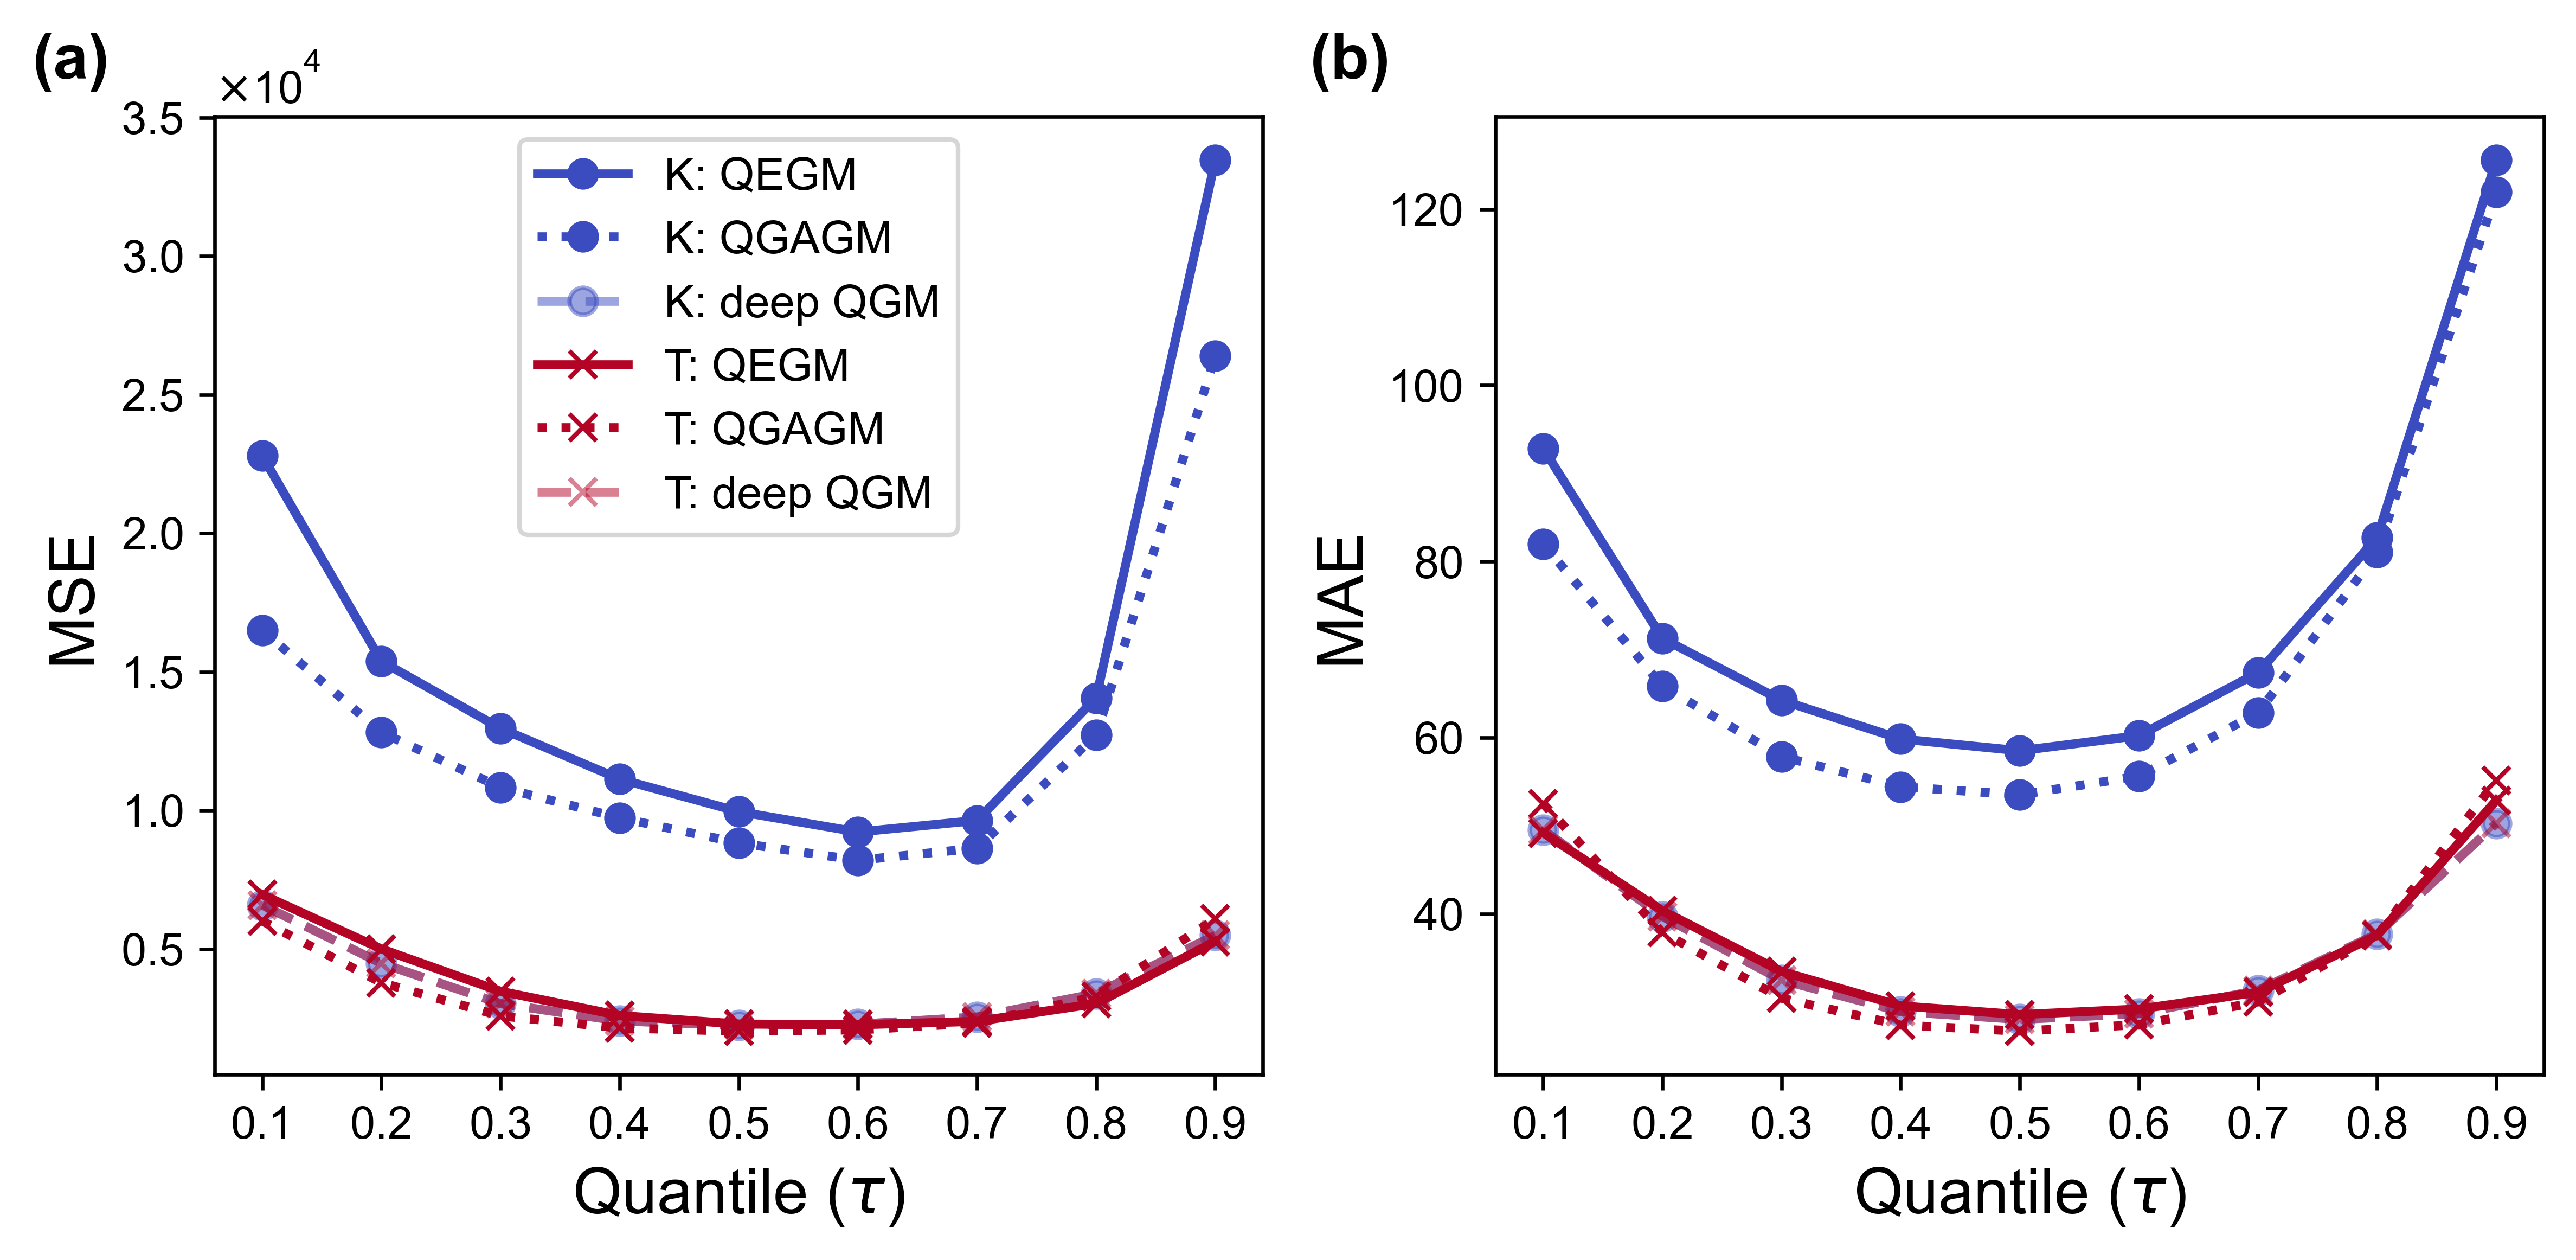 (a)
×10⁴
3.5
3.0
2.5
2.0
1.5
1.0
0.5
MSE
K: QEGM
K: QGAGM
K: deep QGM
T: QEGM
T: QGAGM
T: deep QGM
0.1 0.2 0.3 0.4 0.5 0.6 0.7 0.8 0.9
Quantile (τ)
(b)
120
100
80
60
40
MAE
0.1 0.2 0.3 0.4 0.5 0.6 0.7 0.8 0.9
Quantile (τ)